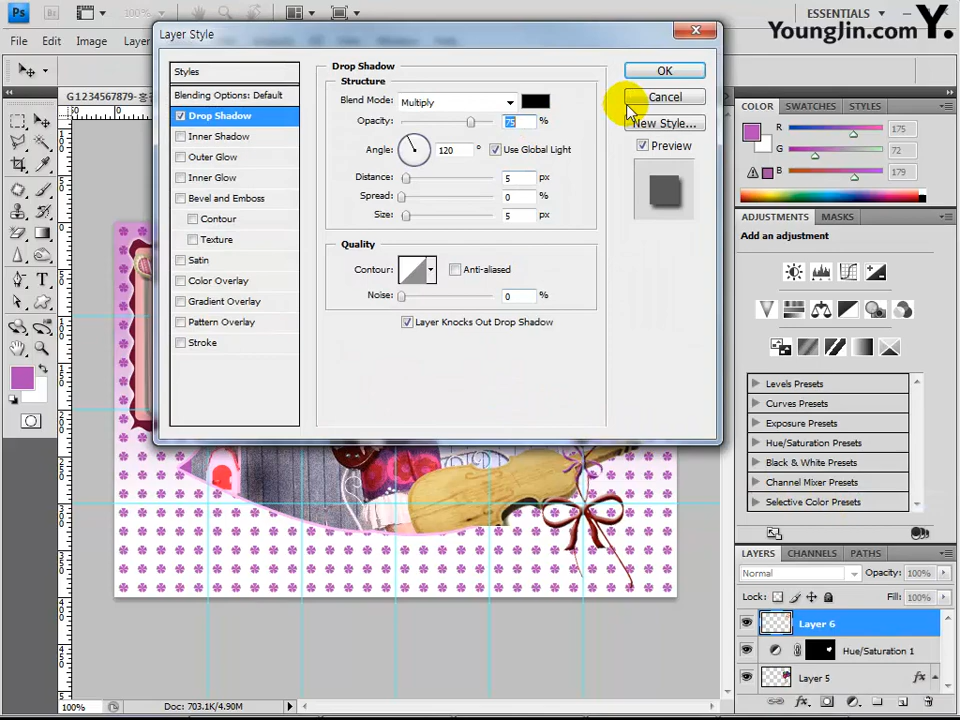 Ps
Br
100%
ESSENTIALS
YoungJin.com Y.
File
Edit
Image
Layer
Layer Style
G1234567879-
Styles
Blending Options: Default
Drop Shadow
Inner Shadow
Outer Glow
Inner Glow
Bevel and Emboss
Contour
Texture
Satin
Color Overlay
Gradient Overlay
Pattern Overlay
Stroke
Drop Shadow
Structure
Blend Mode: Multiply
Opacity: 75 %
Angle: 120 ° Use Global Light
Distance: 5 px
Spread: 0 %
Size: 5 px
Quality
Contour: Anti-aliased
Noise: 0 %
Layer Knocks Out Drop Shadow
OK
Cancel
New Style...
Preview
COLOR SWATCHES STYLES
R 175
G 72
B 179
ADJUSTMENTS MASKS
Add an adjustment
Levels Presets
Curves Presets
Exposure Presets
Hue/Saturation Presets
Black & White Presets
Channel Mixer Presets
Selective Color Presets
LAYERS CHANNELS PATHS
Normal Opacity: 100%
Lock: Fill: 100%
Layer 6
Hue/Saturation 1
Layer 5 fx
100% Doc: 703.1K/4.90M